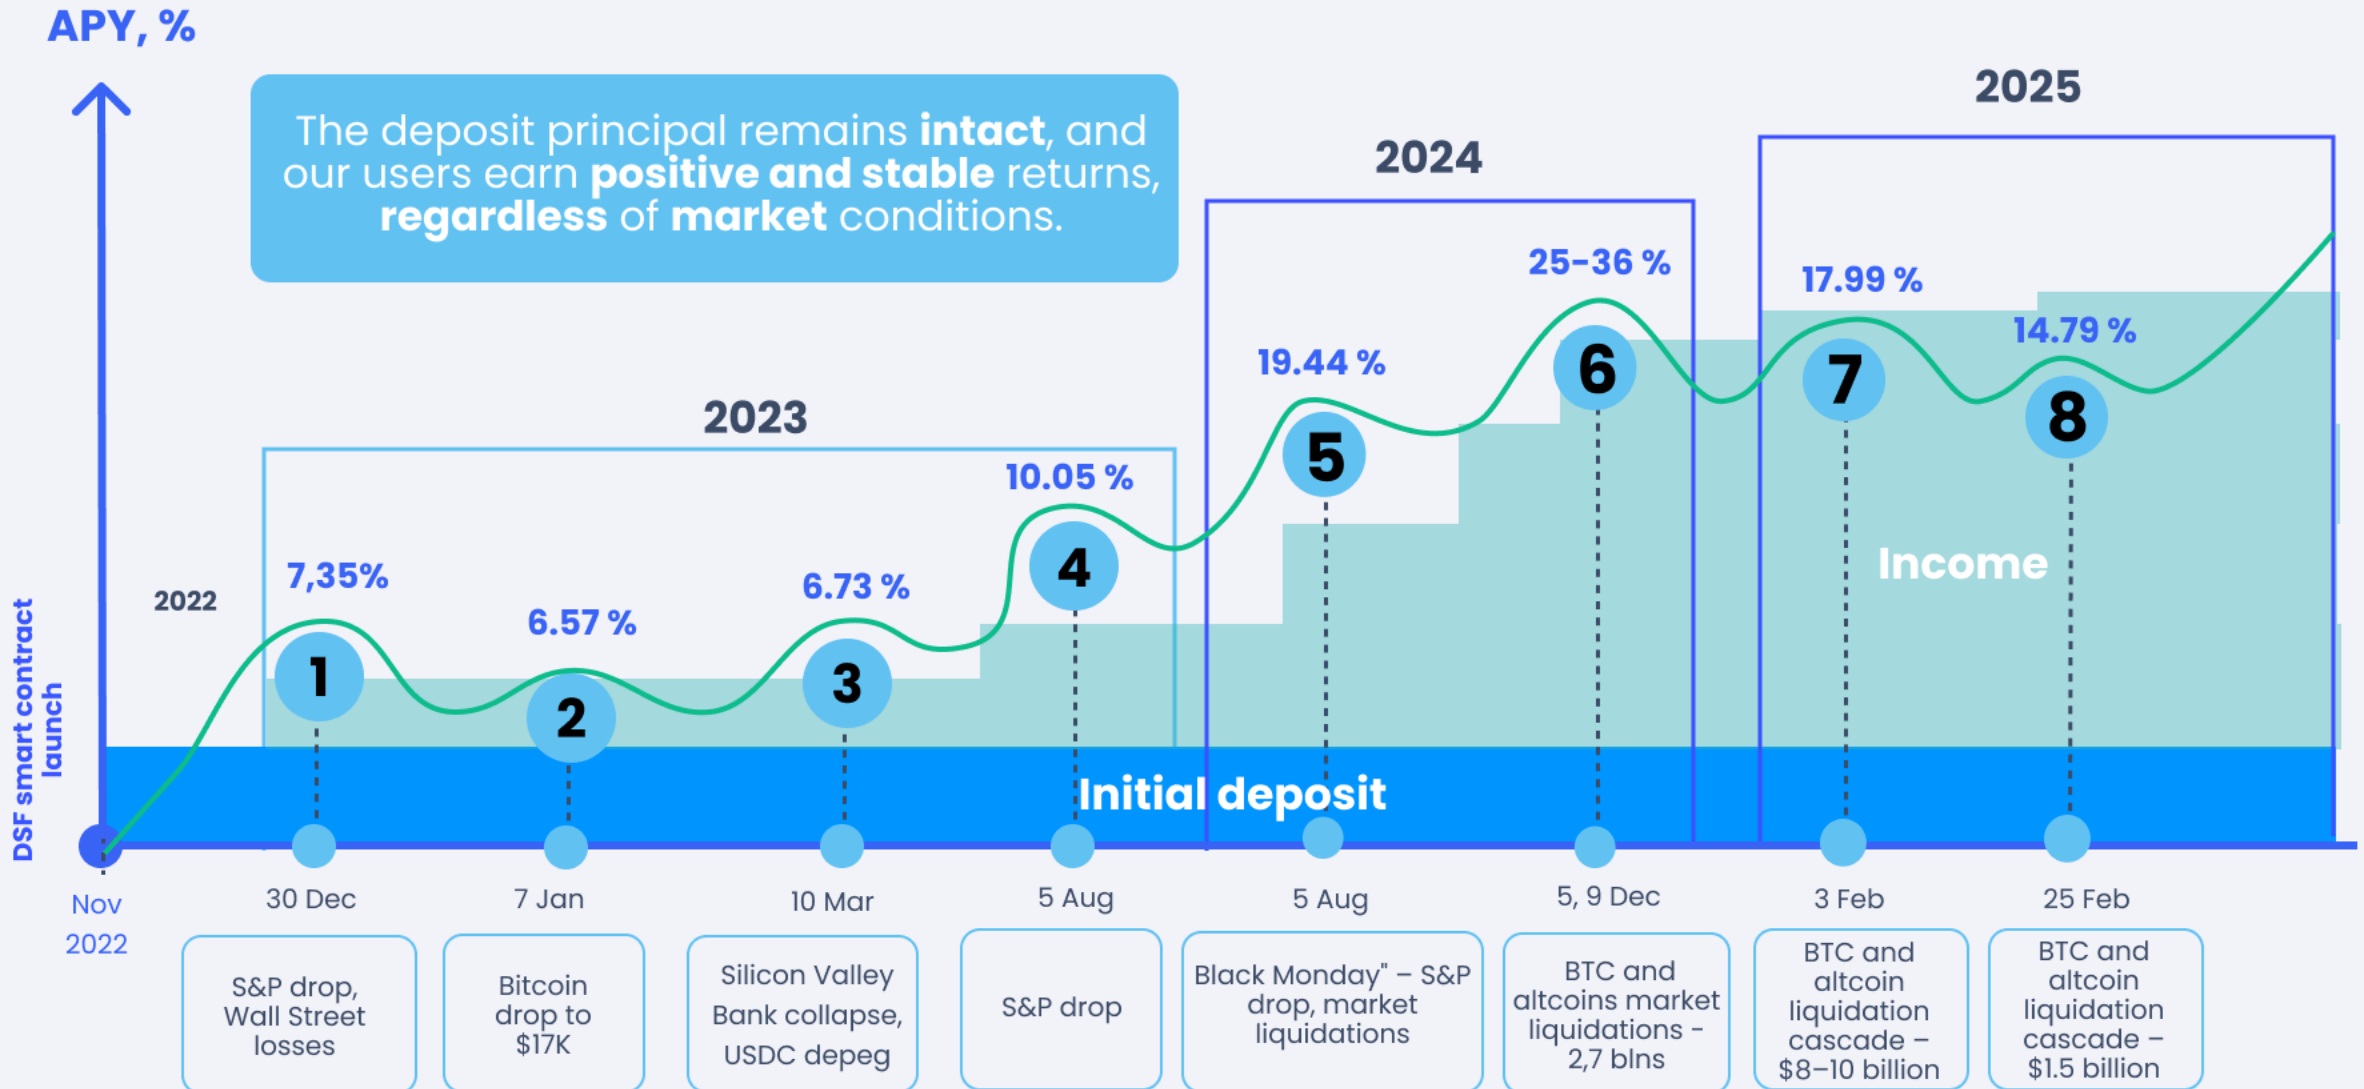 APY, %
The deposit principal remains intact, and
our users earn positive and stable returns,
regardless of market conditions.
2025
2024
2023
2022
7,35%
6.57 %
6.73 %
10.05 %
19.44 %
25-36 %
17.99 %
14.79 %
1
2
3
4
5
6
7
8
Income
Initial deposit
DSF smart contract
launch
Nov
2022
30 Dec
7 Jan
10 Mar
5 Aug
5 Aug
5, 9 Dec
3 Feb
25 Feb
S&P drop,
Wall Street
losses
Bitcoin
drop to
$17K
Silicon Valley
Bank collapse,
USDC depeg
S&P drop
Black Monday" – S&P
drop, market
liquidations
BTC and
altcoins market
liquidations -
2,7 blns
BTC and
altcoin
liquidation
cascade –
$8–10 billion
BTC and
altcoin
liquidation
cascade –
$1.5 billion